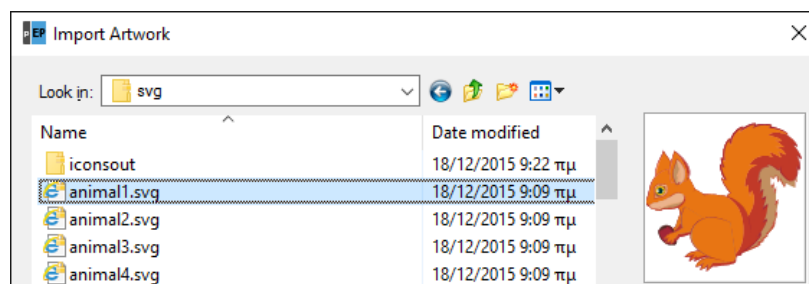 PEP Import Artwork
Look in: svg
Name Date modified
iconsout 18/12/2015 9:22 πμ
animal1.svg 18/12/2015 9:09 πμ
animal2.svg 18/12/2015 9:09 πμ
animal3.svg 18/12/2015 9:09 πμ
animal4.svg 18/12/2015 9:09 πμ